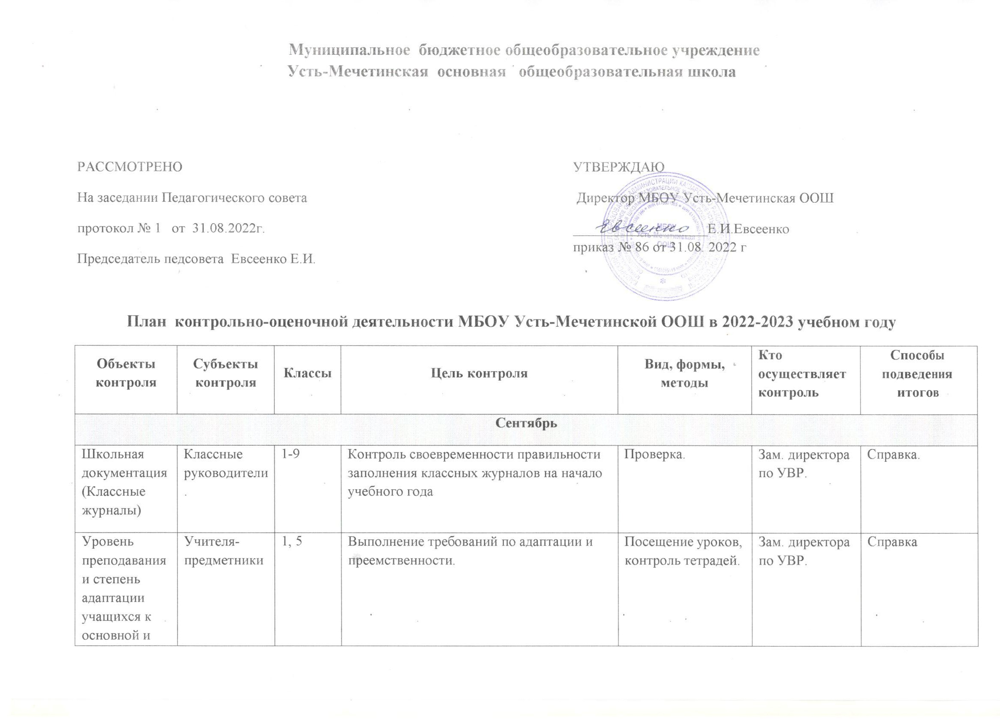 Муниципальное бюджетное общеобразовательное учреждение
Усть-Мечетинская основная общеобразовательная школа
РАССМОТРЕНО
На заседании Педагогического совета
протокол № 1 от 31.08.2022г.
Председатель педсовета Евсеенко Е.И.
УТВЕРЖДАЮ
Директор МБОУ Усть-Мечетинская ООШ
Евсеенко Е.И.Евсеенко
приказ № 86 от 31.08. 2022 г
МБОУ
Усть-Мечетинская
ООШ
План контрольно-оценочной деятельности МБОУ Усть-Мечетинской ООШ в 2022-2023 учебном году
Объекты
контроля
Субъекты
контроля
Классы
Цель контроля
Вид, формы,
методы
Кто
осуществляет
контроль
Способы
подведения
итогов
Сентябрь
Школьная
документация
(Классные
журналы)
Классные
руководители
.
1-9
Контроль своевременности правильности
заполнения классных журналов на начало
учебного года
Проверка.
Зам. директора
по УВР.
Справка.
Уровень
преподавания
и степень
адаптации
учащихся к
основной и
Учителя-
предметники
1, 5
Выполнение требований по адаптации и
преемственности.
Посещение уроков,
контроль тетрадей.
Зам. директора
по УВР.
Справка